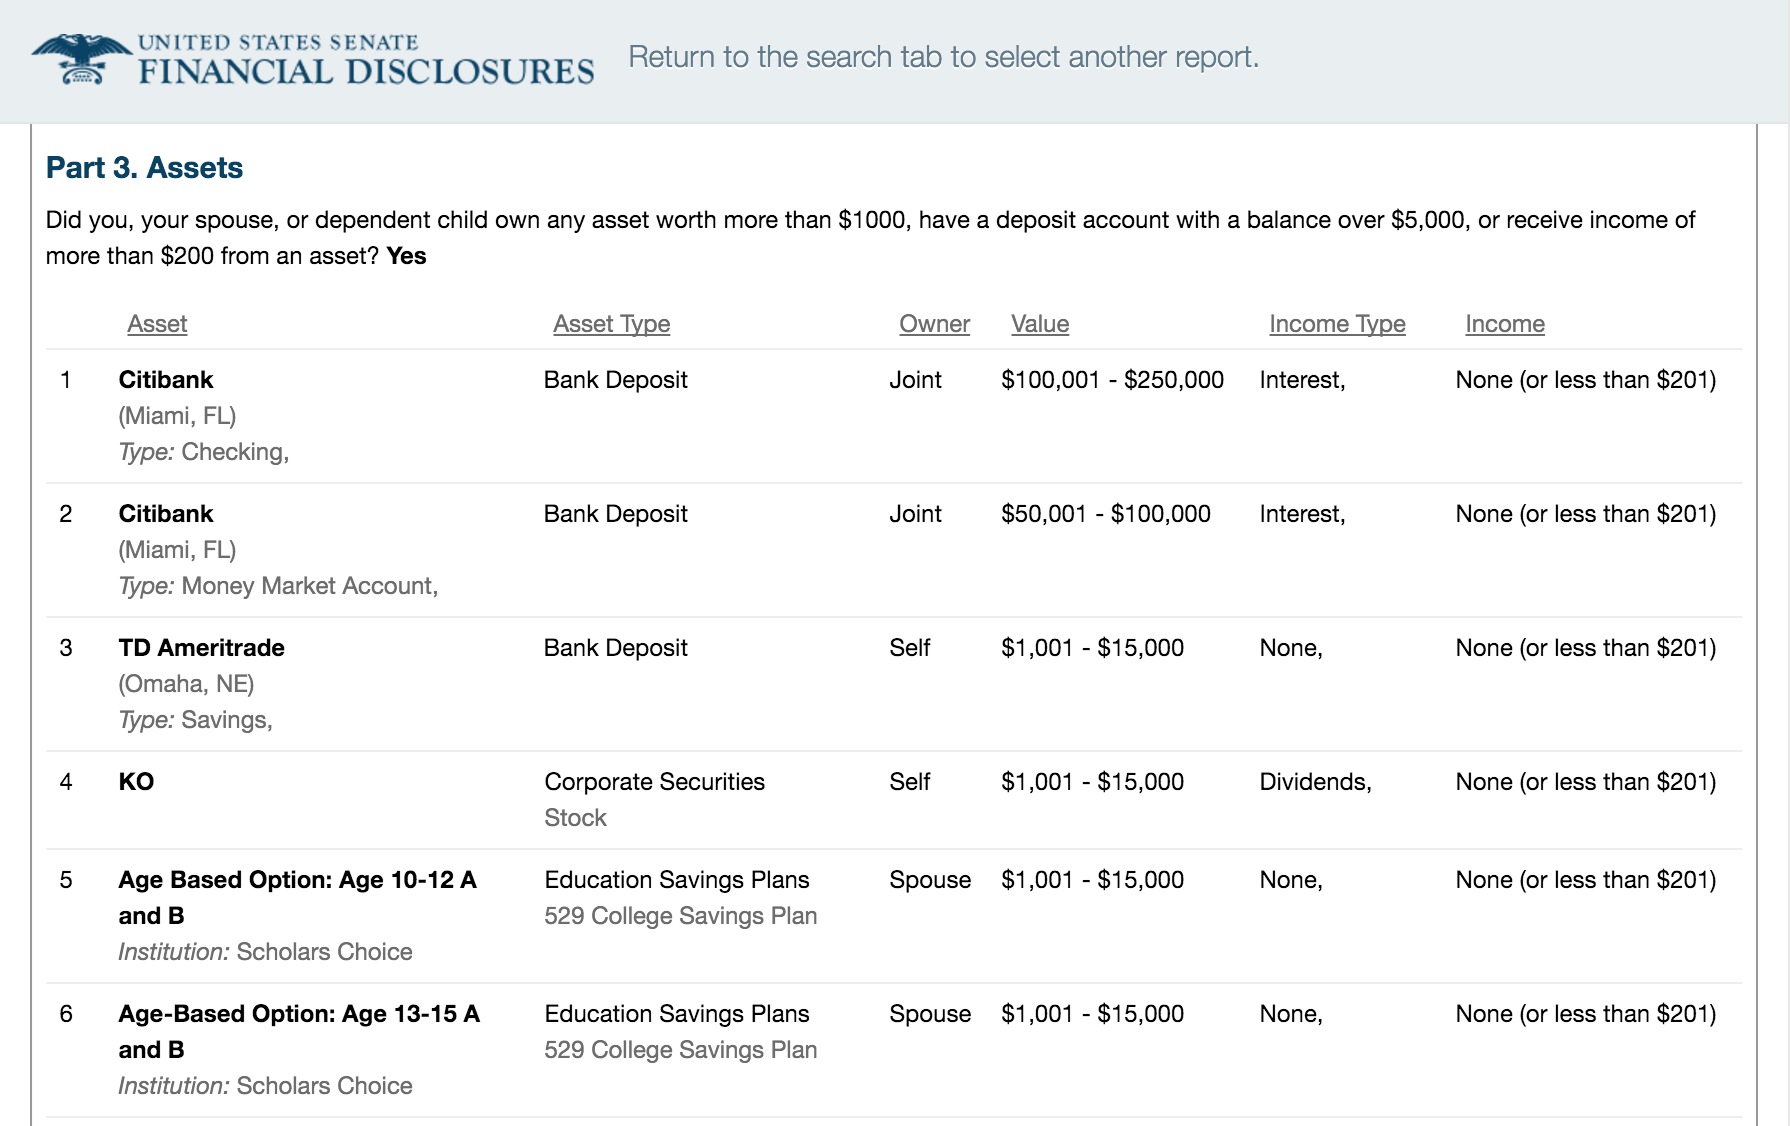 UNITED STATES SENATE
FINANCIAL DISCLOSURES
Return to the search tab to select another report.
Part 3. Assets
Did you, your spouse, or dependent child own any asset worth more than $1000, have a deposit account with a balance over $5,000, or receive income of
more than $200 from an asset? Yes
Asset Asset Type Owner Value Income Type Income
1 Citibank Bank Deposit Joint $100,001 - $250,000 Interest, None (or less than $201)
(Miami, FL)
Type: Checking,
2 Citibank Bank Deposit Joint $50,001 - $100,000 Interest, None (or less than $201)
(Miami, FL)
Type: Money Market Account,
3 TD Ameritrade Bank Deposit Self $1,001 - $15,000 None, None (or less than $201)
(Omaha, NE)
Type: Savings,
4 KO Corporate Securities Self $1,001 - $15,000 Dividends, None (or less than $201)
Stock
5 Age Based Option: Age 10-12 A Education Savings Plans Spouse $1,001 - $15,000 None, None (or less than $201)
and B 529 College Savings Plan
Institution: Scholars Choice
6 Age-Based Option: Age 13-15 A Education Savings Plans Spouse $1,001 - $15,000 None, None (or less than $201)
and B 529 College Savings Plan
Institution: Scholars Choice